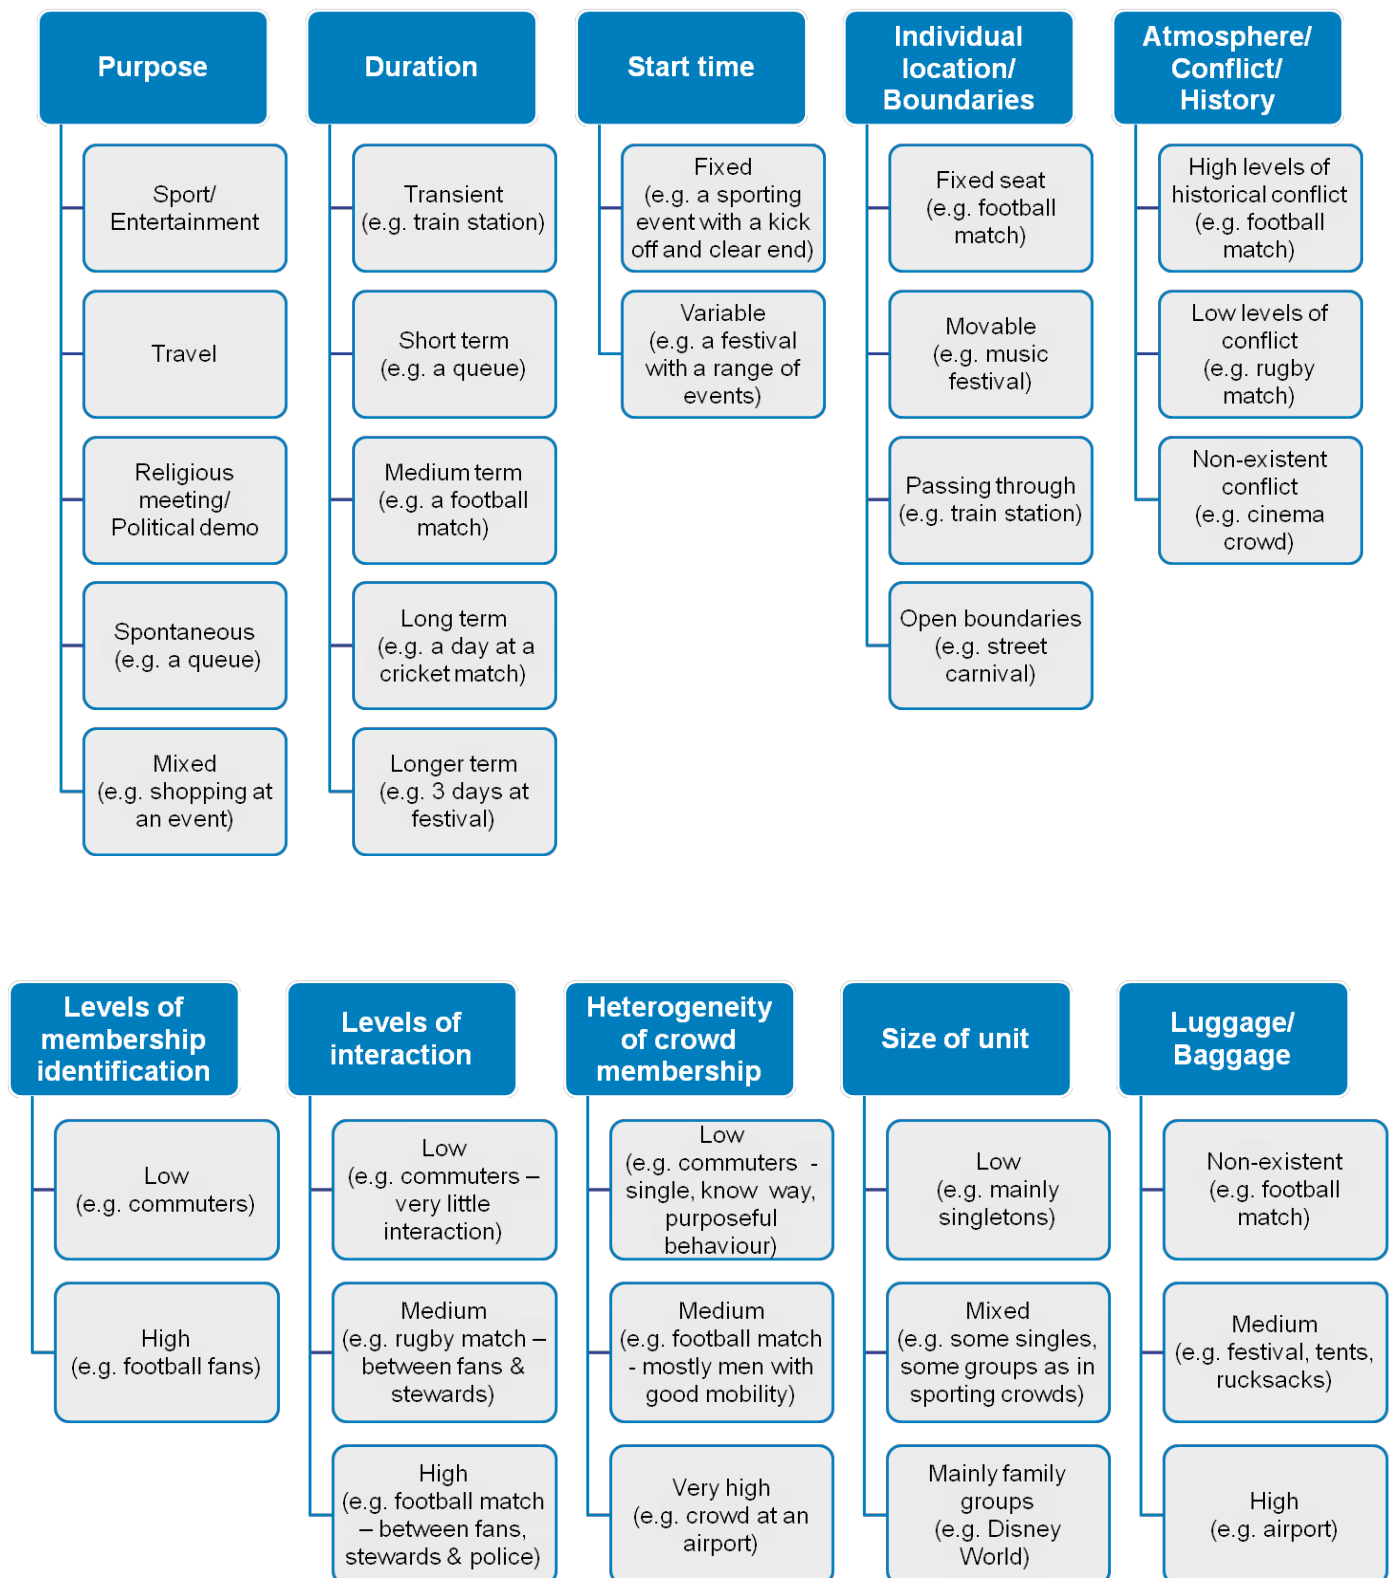 Purpose
Sport/
Entertainment
Travel
Religious
meeting/
Political demo
Spontaneous
(e.g. a queue)
Mixed
(e.g. shopping at
an event)
Duration
Transient
(e.g. train station)
Short term
(e.g. a queue)
Medium term
(e.g. a football
match)
Long term
(e.g. a day at a
cricket match)
Longer term
(e.g. 3 days at
festival)
Start time
Fixed
(e.g. a sporting
event with a kick
off and clear end)
Variable
(e.g. a festival
with a range of
events)
Individual
location/
Boundaries
Fixed seat
(e.g. football
match)
Movable
(e.g. music
festival)
Passing through
(e.g. train station)
Open boundaries
(e.g. street
carnival)
Atmosphere/
Conflict/
History
High levels of
historical conflict
(e.g. football
match)
Low levels of
conflict
(e.g. rugby
match)
Non-existent
conflict
(e.g. cinema
crowd)
Levels of
membership
identification
Low
(e.g. commuters)
High
(e.g. football fans)
Levels of
interaction
Low
(e.g. commuters –
very little
interaction)
Medium
(e.g. rugby match –
between fans &
stewards)
High
(e.g. football match
– between fans,
stewards & police)
Heterogeneity
of crowd
membership
Low
(e.g. commuters -
single, know way,
purposeful
behaviour)
Medium
(e.g. football match
- mostly men with
good mobility)
Very high
(e.g. crowd at an
airport)
Size of unit
Low
(e.g. mainly
singletons)
Mixed
(e.g. some singles,
some groups as in
sporting crowds)
Mainly family
groups
(e.g. Disney
World)
Luggage/
Baggage
Non-existent
(e.g. football
match)
Medium
(e.g. festival, tents,
rucksacks)
High
(e.g. airport)